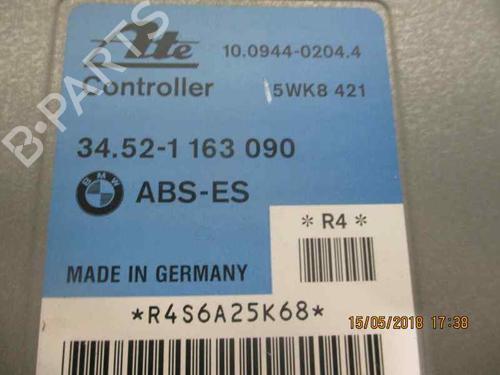 Ate
10.0944-0204.4
Controller
5WK8 421
34.52-1 163 090
BMW
ABS-ES
*R4*
MADE IN GERMANY
*R4S6A25K68*
15/05/2018 17:38
B-PARTS